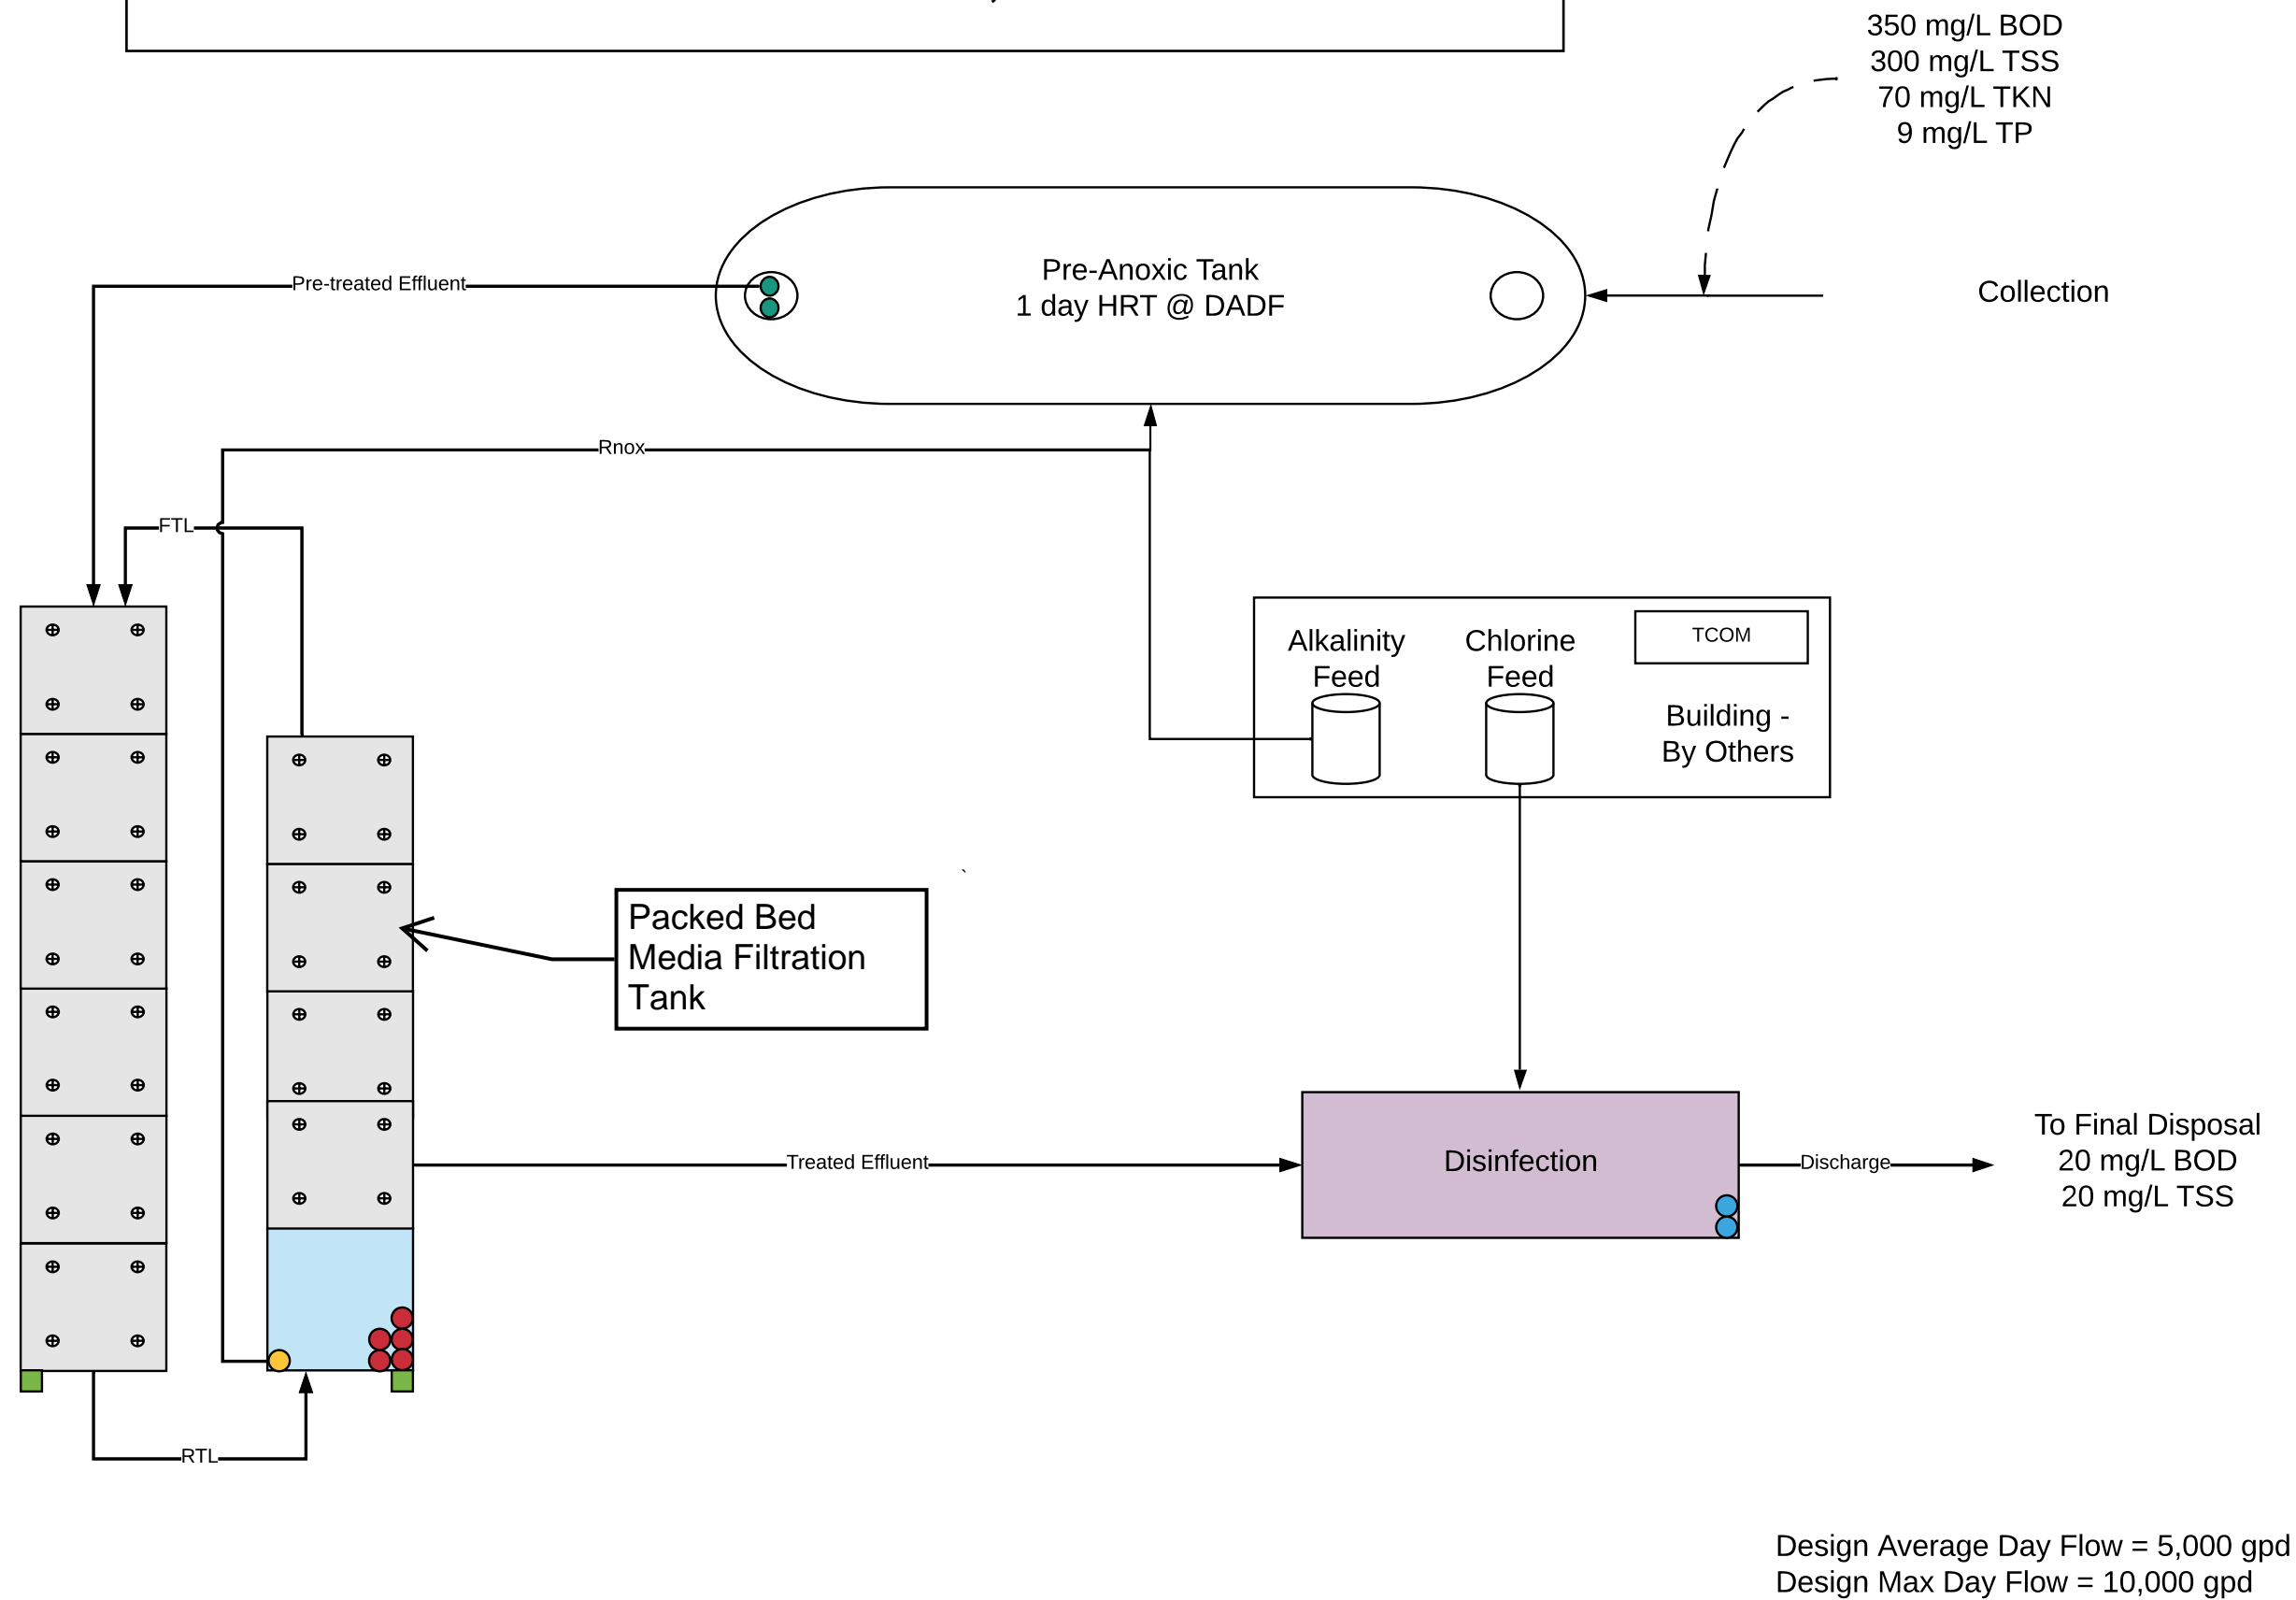 350 mg/L BOD
300 mg/L TSS
70 mg/L TKN
9 mg/L TP
Pre-treated Effluent
Pre-Anoxic Tank
1 day HRT @ DADF
Collection
Rnox
FTL
Alkalinity
Feed
Chlorine
Feed
TCOM
Building -
By Others
`
Packed Bed
Media Filtration
Tank
Treated Effluent
Disinfection
Discharge
To Final Disposal
20 mg/L BOD
20 mg/L TSS
RTL
Design Average Day Flow = 5,000 gpd
Design Max Day Flow = 10,000 gpd